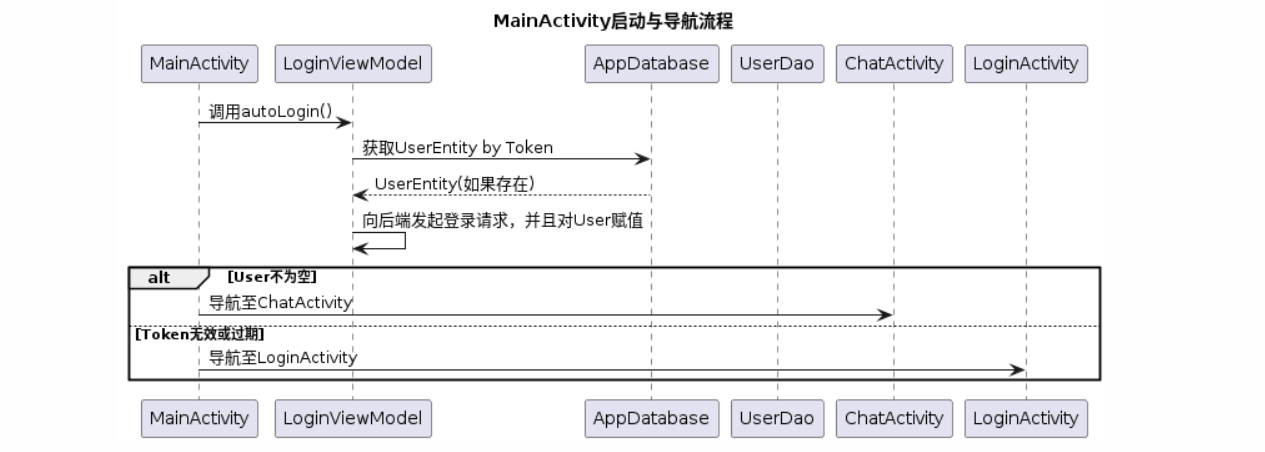 MainActivity启动与导航流程
MainActivity LoginViewModel AppDatabase UserDao ChatActivity LoginActivity
调用autoLogin()
获取UserEntity by Token
UserEntity(如果存在)
向后端发起登录请求，并且对User赋值
alt [User不为空]
导航至ChatActivity
[Token无效或过期]
导航至LoginActivity
MainActivity LoginViewModel AppDatabase UserDao ChatActivity LoginActivity